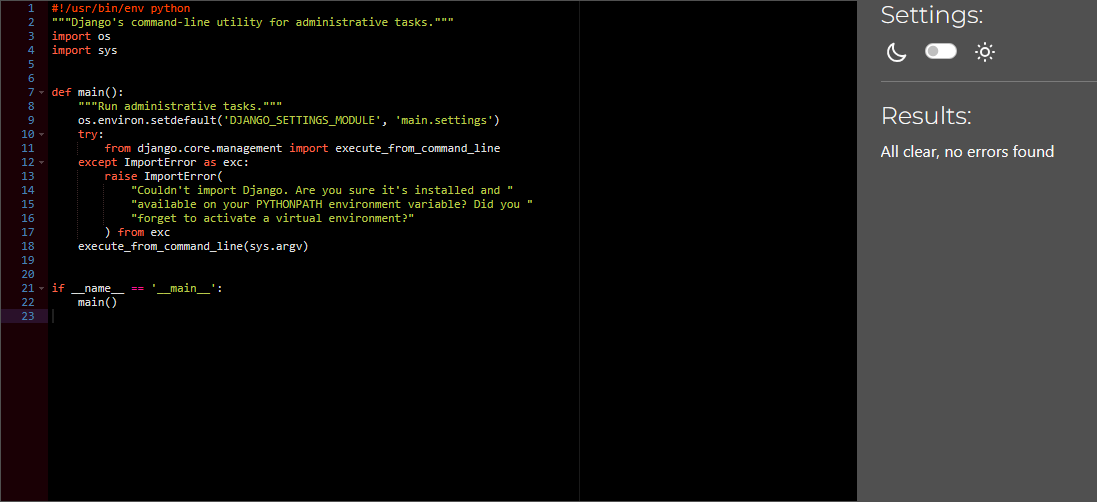 1 #!/usr/bin/env python
2 """Django's command-line utility for administrative tasks."""
3 import os
4 import sys
5
6
7 def main():
8     """Run administrative tasks."""
9     os.environ.setdefault('DJANGO_SETTINGS_MODULE', 'main.settings')
10     try:
11         from django.core.management import execute_from_command_line
12     except ImportError as exc:
13         raise ImportError(
14             "Couldn't import Django. Are you sure it's installed and "
15             "available on your PYTHONPATH environment variable? Did you "
16             "forget to activate a virtual environment?"
17         ) from exc
18     execute_from_command_line(sys.argv)
19
20
21 if __name__ == '__main__':
22     main()
23
Settings:
Results:
All clear, no errors found